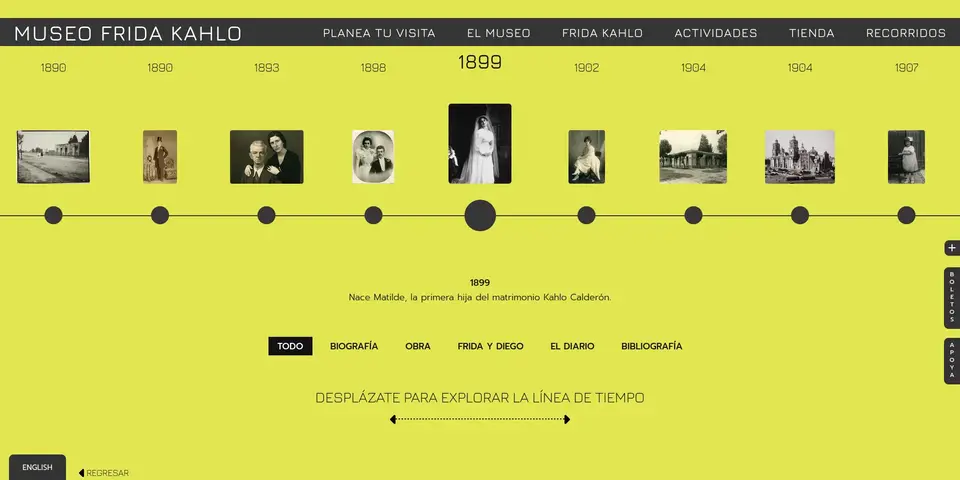 MUSEO FRIDA KAHLO
PLANEA TU VISITA EL MUSEO FRIDA KAHLO ACTIVIDADES TIENDA RECORRIDOS
1890 1890 1893 1898 1899 1902 1904 1904 1907
+
BOLETOS
APOYA
1899
Nace Matilde, la primera hija del matrimonio Kahlo Calderón.
TODO BIOGRAFÍA OBRA FRIDA Y DIEGO EL DIARIO BIBLIOGRAFÍA
DESPLÁZATE PARA EXPLORAR LA LÍNEA DE TIEMPO
ENGLISH REGRESAR